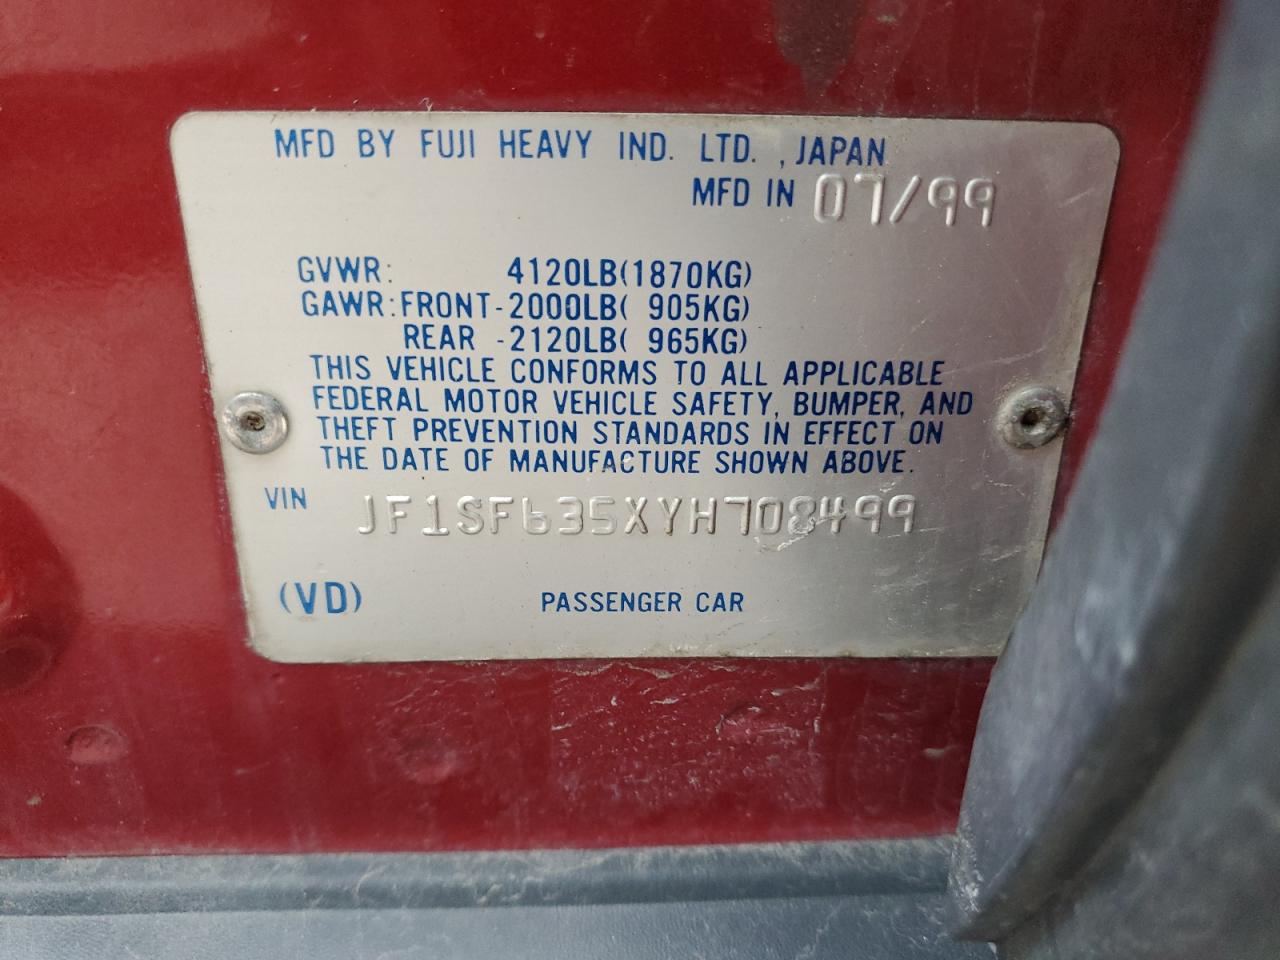 MFD BY FUJI HEAVY IND. LTD., JAPAN
MFD IN 07/99
GVWR: 4120LB(1870KG)
GAWR:FRONT-2000LB( 905KG)
REAR -2120LB( 965KG)
THIS VEHICLE CONFORMS TO ALL APPLICABLE
FEDERAL MOTOR VEHICLE SAFETY, BUMPER, AND
THEFT PREVENTION STANDARDS IN EFFECT ON
THE DATE OF MANUFACTURE SHOWN ABOVE.
VIN JF1SF635XYH708499
(VD) PASSENGER CAR